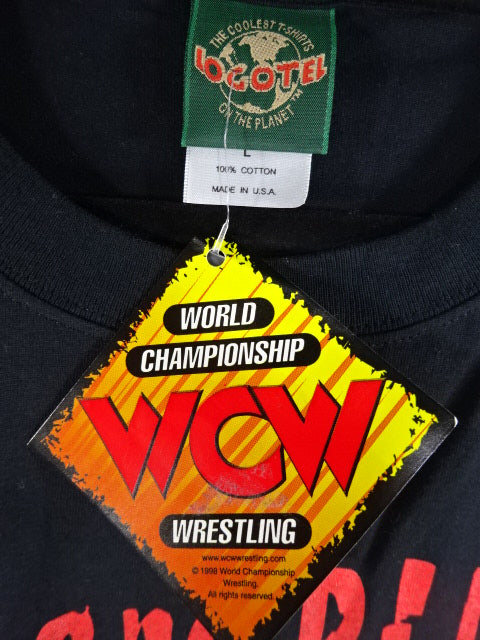 THE COOLEST T-SHIRTS
LOGOTEL
ON THE PLANET™
L
100% COTTON
MADE IN U.S.A.
WORLD
CHAMPIONSHIP
WCW
WRESTLING
www.wcwwrestling.com
© 1998 World Championship
Wrestling.
All rights reserved.